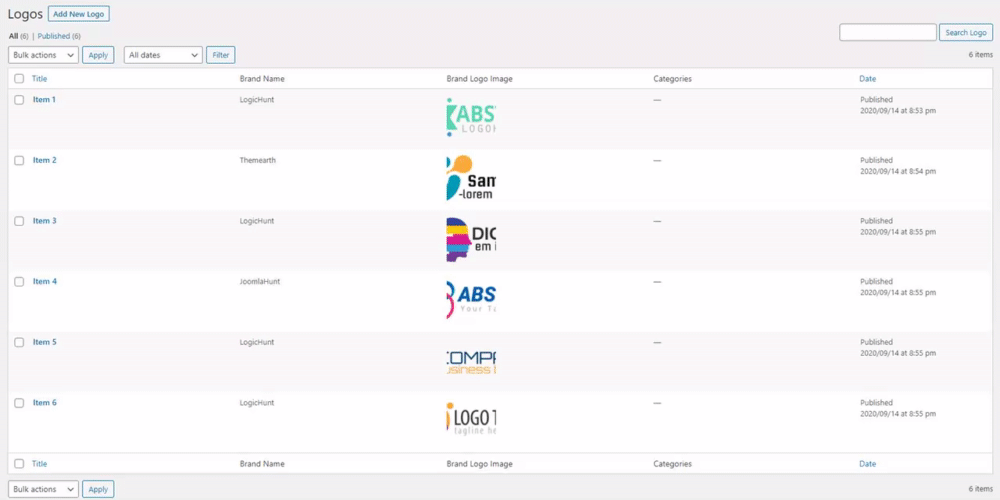 Logos Add New Logo
All (6) | Published (6)
Search Logo
Bulk actions Apply All dates Filter 6 items
Title Brand Name Brand Logo Image Categories Date
Item 1 LogicHunt ABS — Published
LOGO 2020/09/14 at 8:53 pm
Item 2 Themearth — Published
Sam 2020/09/14 at 8:54 pm
-lorem
Item 3 LogicHunt — Published
DIG 2020/09/14 at 8:55 pm
em i
Item 4 JoomlaHunt — Published
ABS 2020/09/14 at 8:55 pm
Your Ta
Item 5 LogicHunt — Published
COMPA 2020/09/14 at 8:55 pm
usiness
Item 6 LogicHunt — Published
LOGO T 2020/09/14 at 8:55 pm
tagline he
Title Brand Name Brand Logo Image Categories Date
Bulk actions Apply 6 items